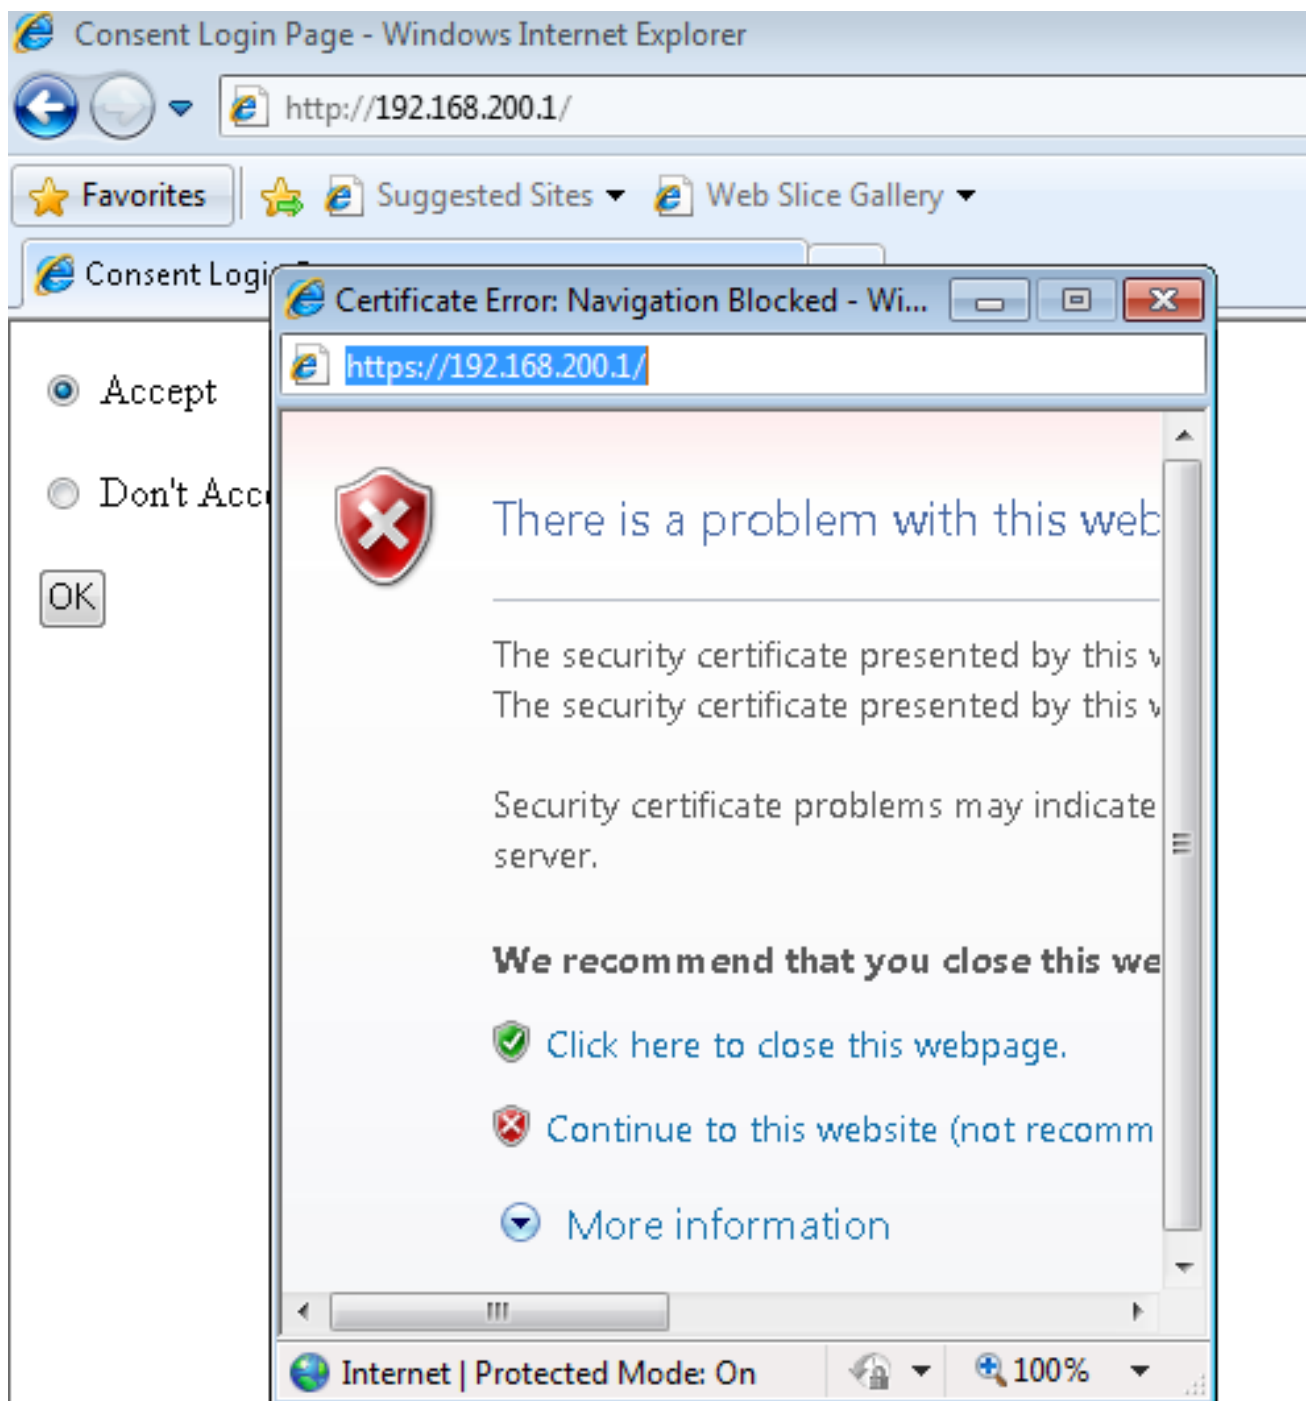 Consent Login Page - Windows Internet Explorer
http://192.168.200.1/
Favorites Suggested Sites Web Slice Gallery
Consent Logi
Certificate Error: Navigation Blocked - Wi...
https://192.168.200.1/
Accept
Don't Acc
OK
There is a problem with this web
The security certificate presented by this
The security certificate presented by this
Security certificate problems may indicate
server.
We recommend that you close this we
Click here to close this webpage.
Continue to this website (not recomm
More information
Internet | Protected Mode: On 100%